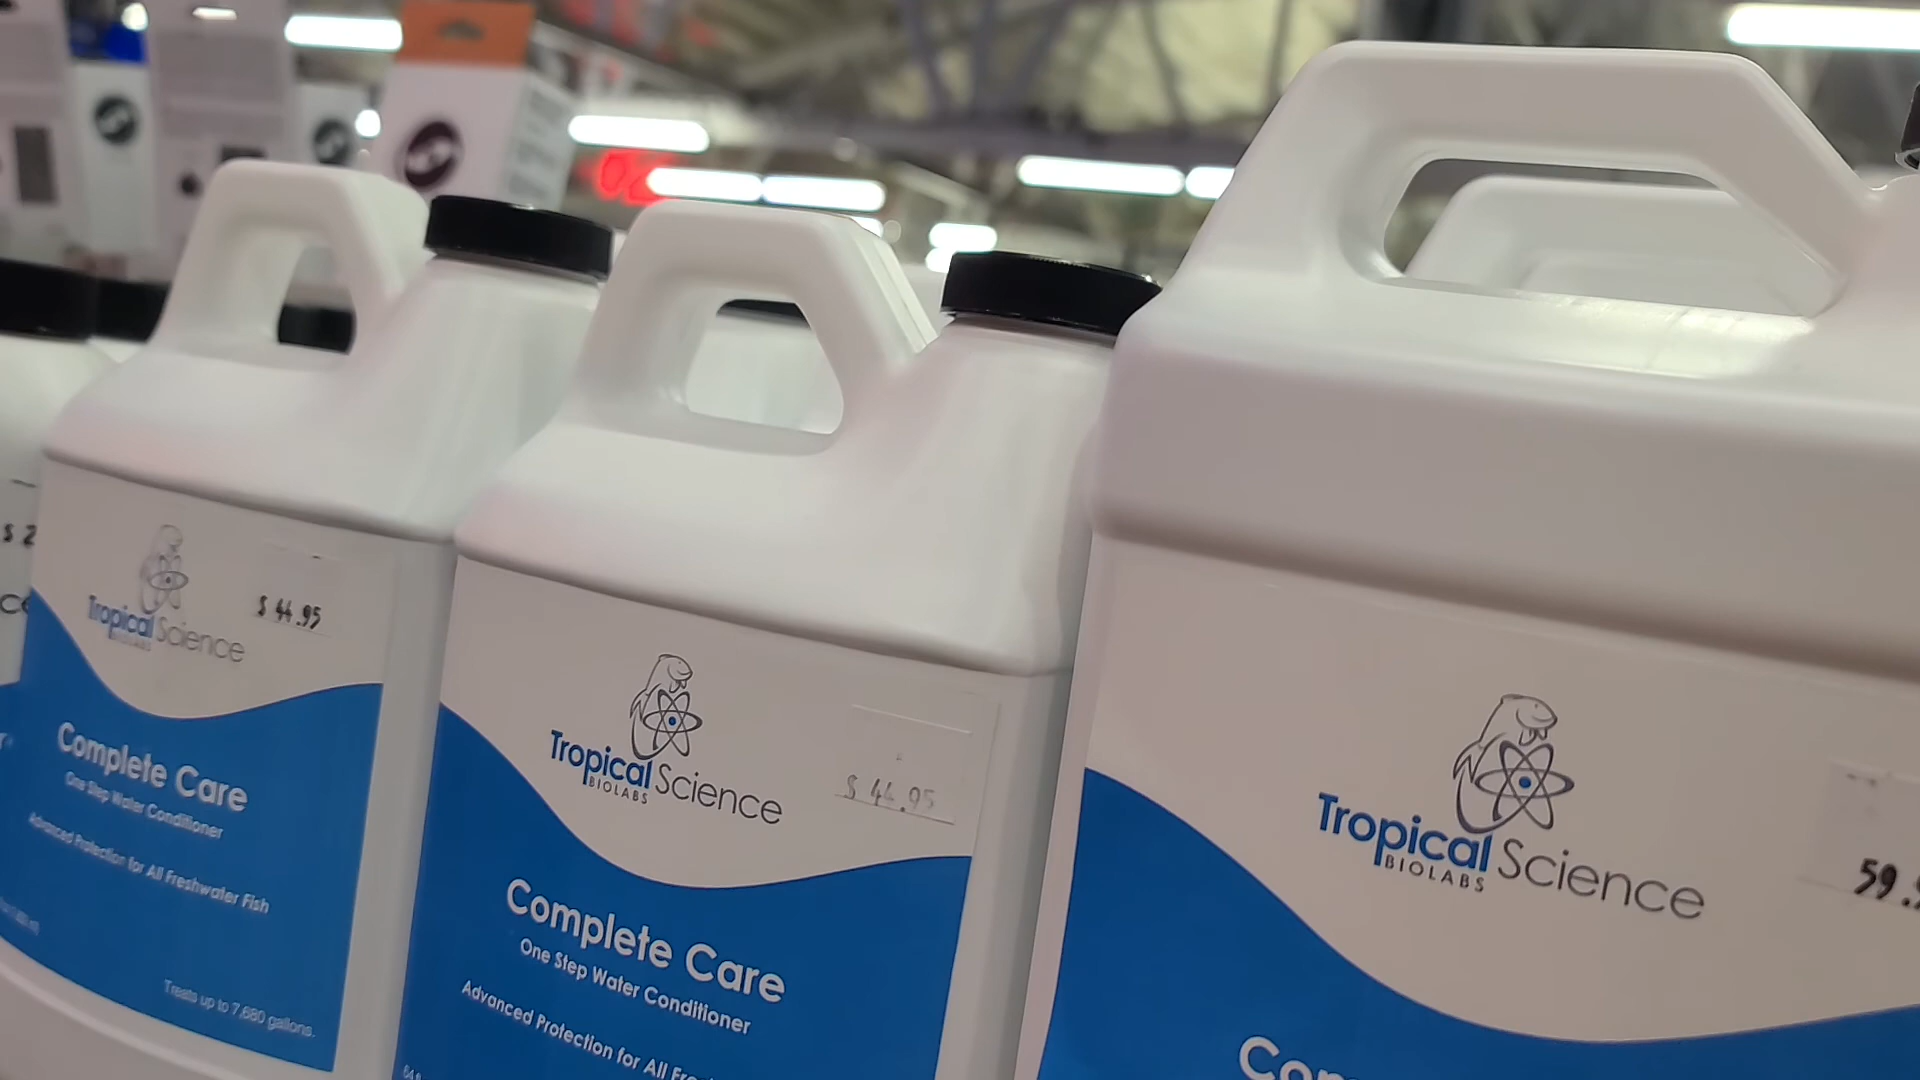 $ 2
Tropical Science
BIOLABS
$ 44.95
Complete Care
One Step Water Conditioner
Advanced Protection for All Freshwater Fish
Treats up to 7,680 gallons.
Tropical Science
BIOLABS
$ 44.95
Complete Care
One Step Water Conditioner
Advanced Protection for All
Tropical Science
BIOLABS
59.